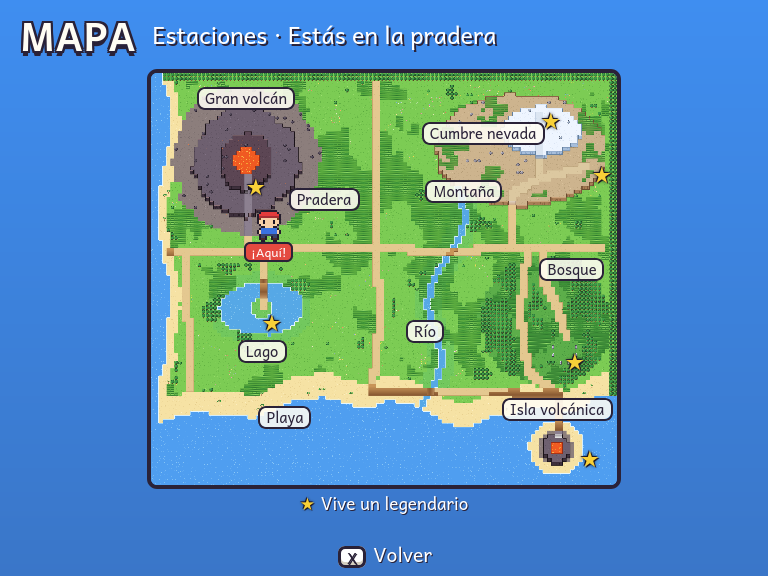 MAPA
Estaciones · Estás en la pradera
Gran volcán
Cumbre nevada
Montaña
Pradera
¡Aquí!
Bosque
Río
Lago
Isla volcánica
Playa
★ Vive un legendario
X Volver